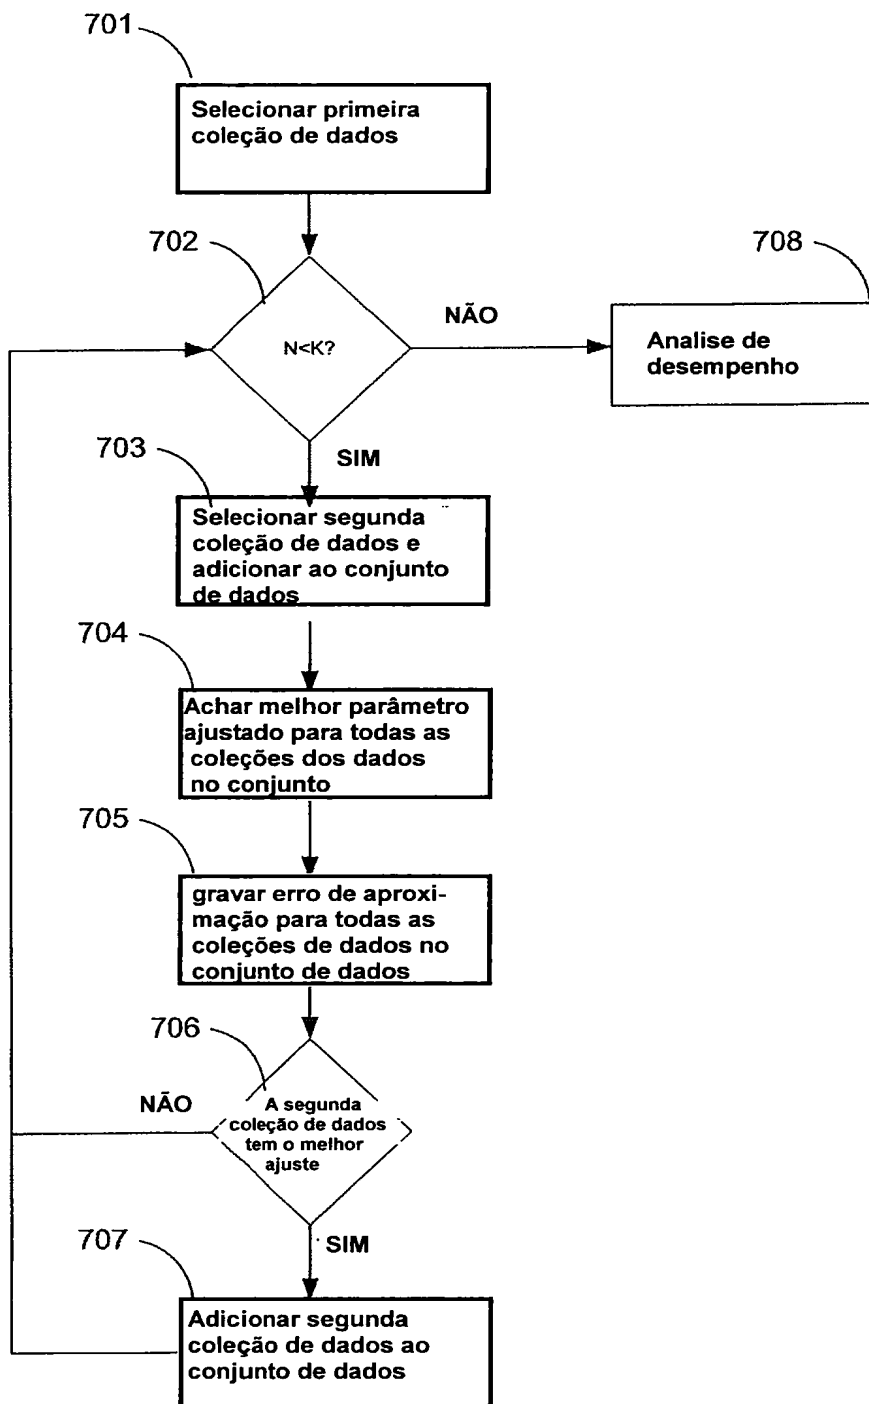 701
Selecionar primeira
coleção de dados
702
N<K?
NÃO
708
Analise de
desempenho
SIM
703
Selecionar segunda
coleção de dados e
adicionar ao conjunto
de dados
704
Achar melhor parâmetro
ajustado para todas as
coleções dos dados
no conjunto
705
gravar erro de aproxi-
mação para todas as
coleções de dados no
conjunto de dados
706
NÃO
A segunda
coleção de dados
tem o melhor
ajuste
SIM
707
Adicionar segunda
coleção de dados ao
conjunto de dados